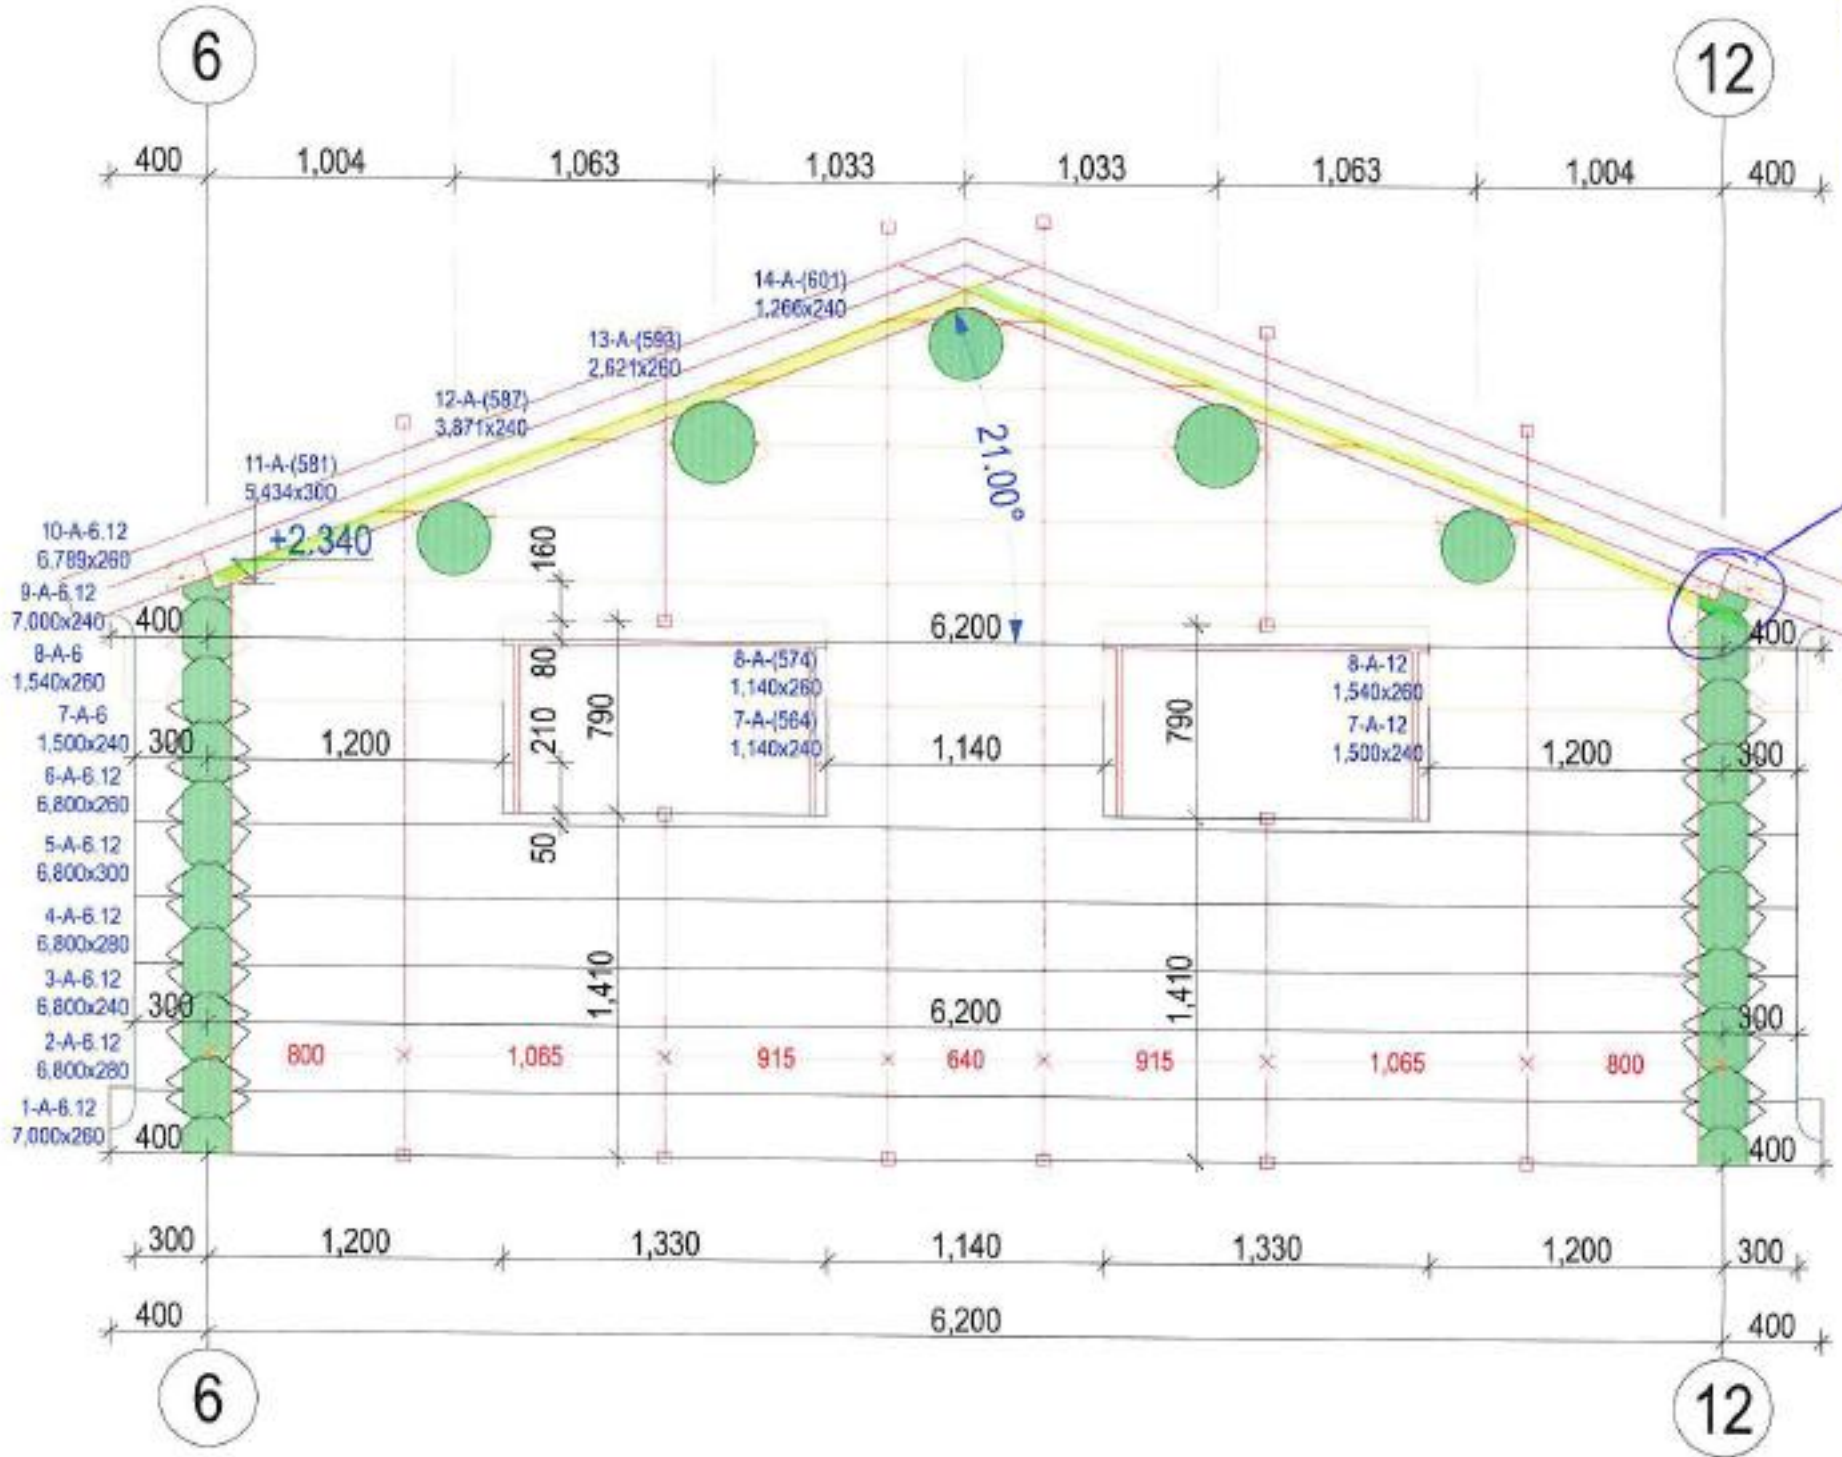 6
12
400
1,004
1,063
1,033
1,033
1,063
1,004
400
14-A-(601)
1,266x240
13-A-(593)
2,621x260
12-A-(587)
3,871x240
11-A-(581)
5,434x300
10-A-6.12
6.789x260
9-A-6.12
7,000x240
8-A-6
1,540x260
7-A-6
1,500x240
6-A-6.12
6,800x260
5-A-6.12
6,800x300
4-A-6.12
6,800x280
3-A-6.12
6,800x240
2-A-6.12
6,800x280
1-A-6.12
7,000x260
+2.340
21.00°
160
80
210
50
790
1,410
400
6,200
400
8-A-(574)
1,140x260
7-A-(564)
1,140x240
8-A-12
1,540x260
7-A-12
1,500x240
790
1,410
300
1,200
1,140
1,200
300
300
6,200
300
800
1,065
915
640
915
1,065
800
400
400
300
1,200
1,330
1,140
1,330
1,200
300
400
6,200
400
6
12